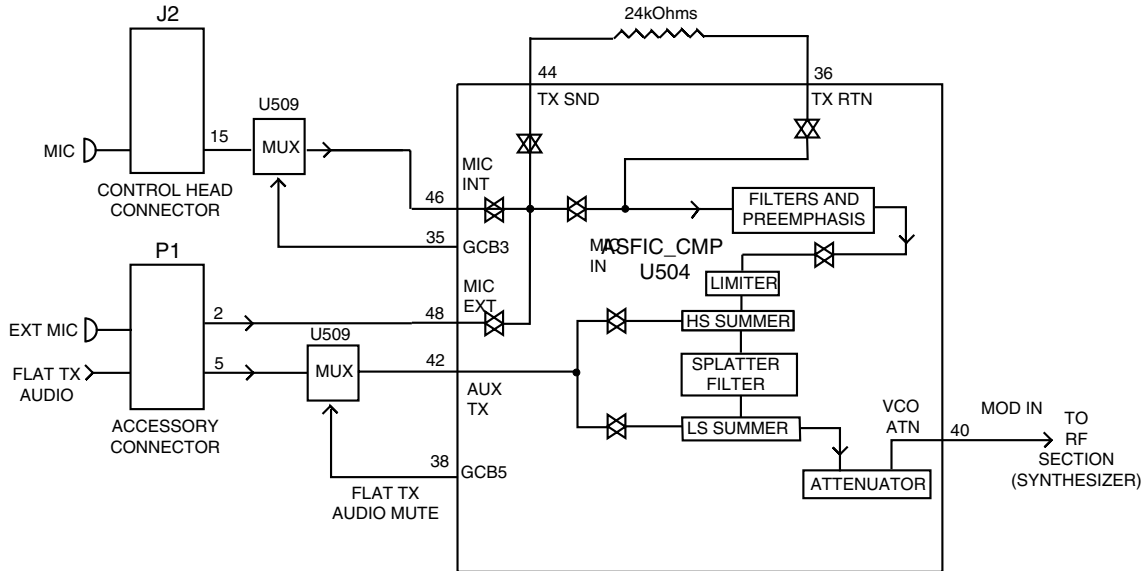 J2
24kOhms
44
36
TX SND
TX RTN
U509
15
MUX
MIC
MIC
INT
CONTROL HEAD
CONNECTOR
46
FILTERS AND
PREEMPHASIS
35
GCB3
MIC
IN
ASFIC_CMP
U504
P1
LIMITER
MIC
EXT
2
48
EXT MIC
HS SUMMER
U509
5
MUX
42
FLAT TX
AUDIO
AUX
TX
SPLATTER
FILTER
ACCESSORY
CONNECTOR
LS SUMMER
VCO
ATN
MOD IN
40
TO
RF
SECTION
(SYNTHESIZER)
38
GCB5
ATTENUATOR
FLAT TX
AUDIO MUTE